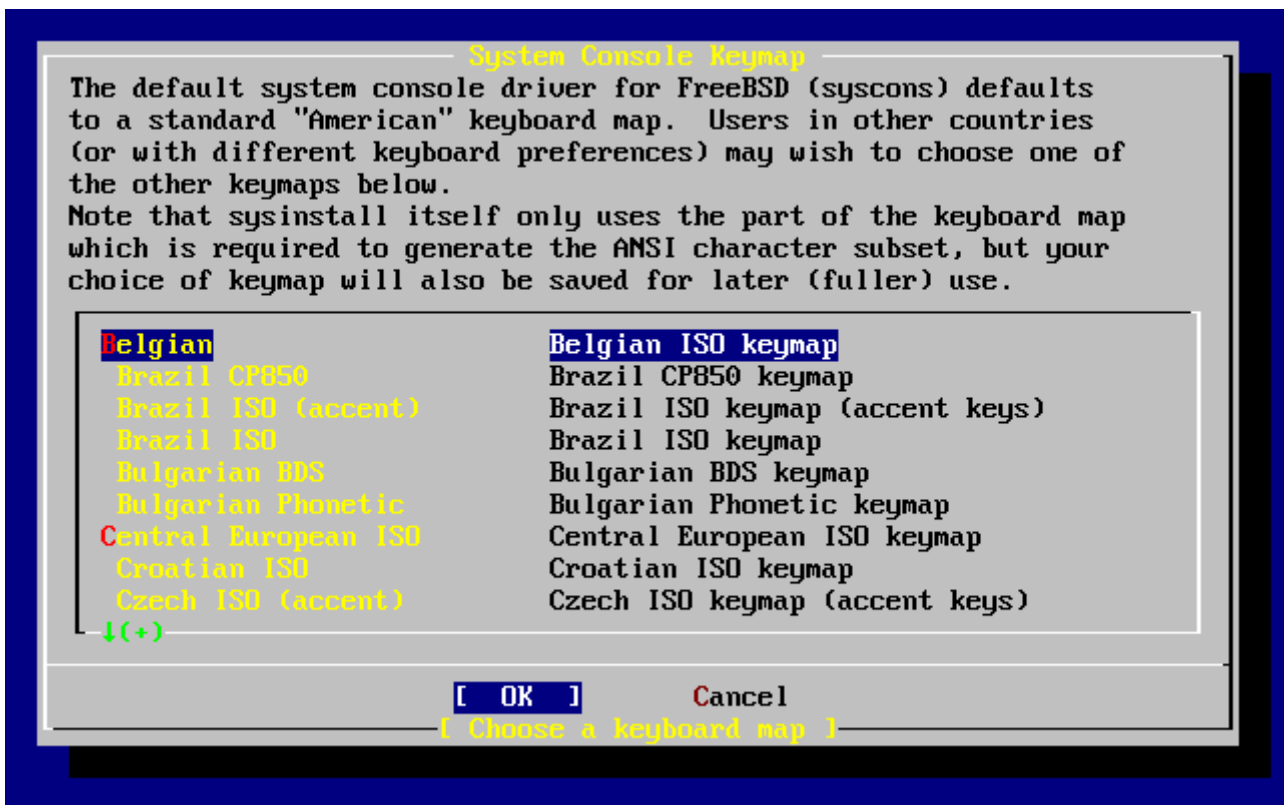 System Console Keymap
The default system console driver for FreeBSD (syscons) defaults
to a standard "American" keyboard map.  Users in other countries
(or with different keyboard preferences) may wish to choose one of
the other keymaps below.
Note that sysinstall itself only uses the part of the keyboard map
which is required to generate the ANSI character subset, but your
choice of keymap will also be saved for later (fuller) use.
Belgian Belgian ISO keymap
Brazil CP850 Brazil CP850 keymap
Brazil ISO (accent) Brazil ISO keymap (accent keys)
Brazil ISO Brazil ISO keymap
Bulgarian BDS Bulgarian BDS keymap
Bulgarian Phonetic Bulgarian Phonetic keymap
Central European ISO Central European ISO keymap
Croatian ISO Croatian ISO keymap
Czech ISO (accent) Czech ISO keymap (accent keys)
↓(+)
[ OK ] Cancel
[ Choose a keyboard map ]